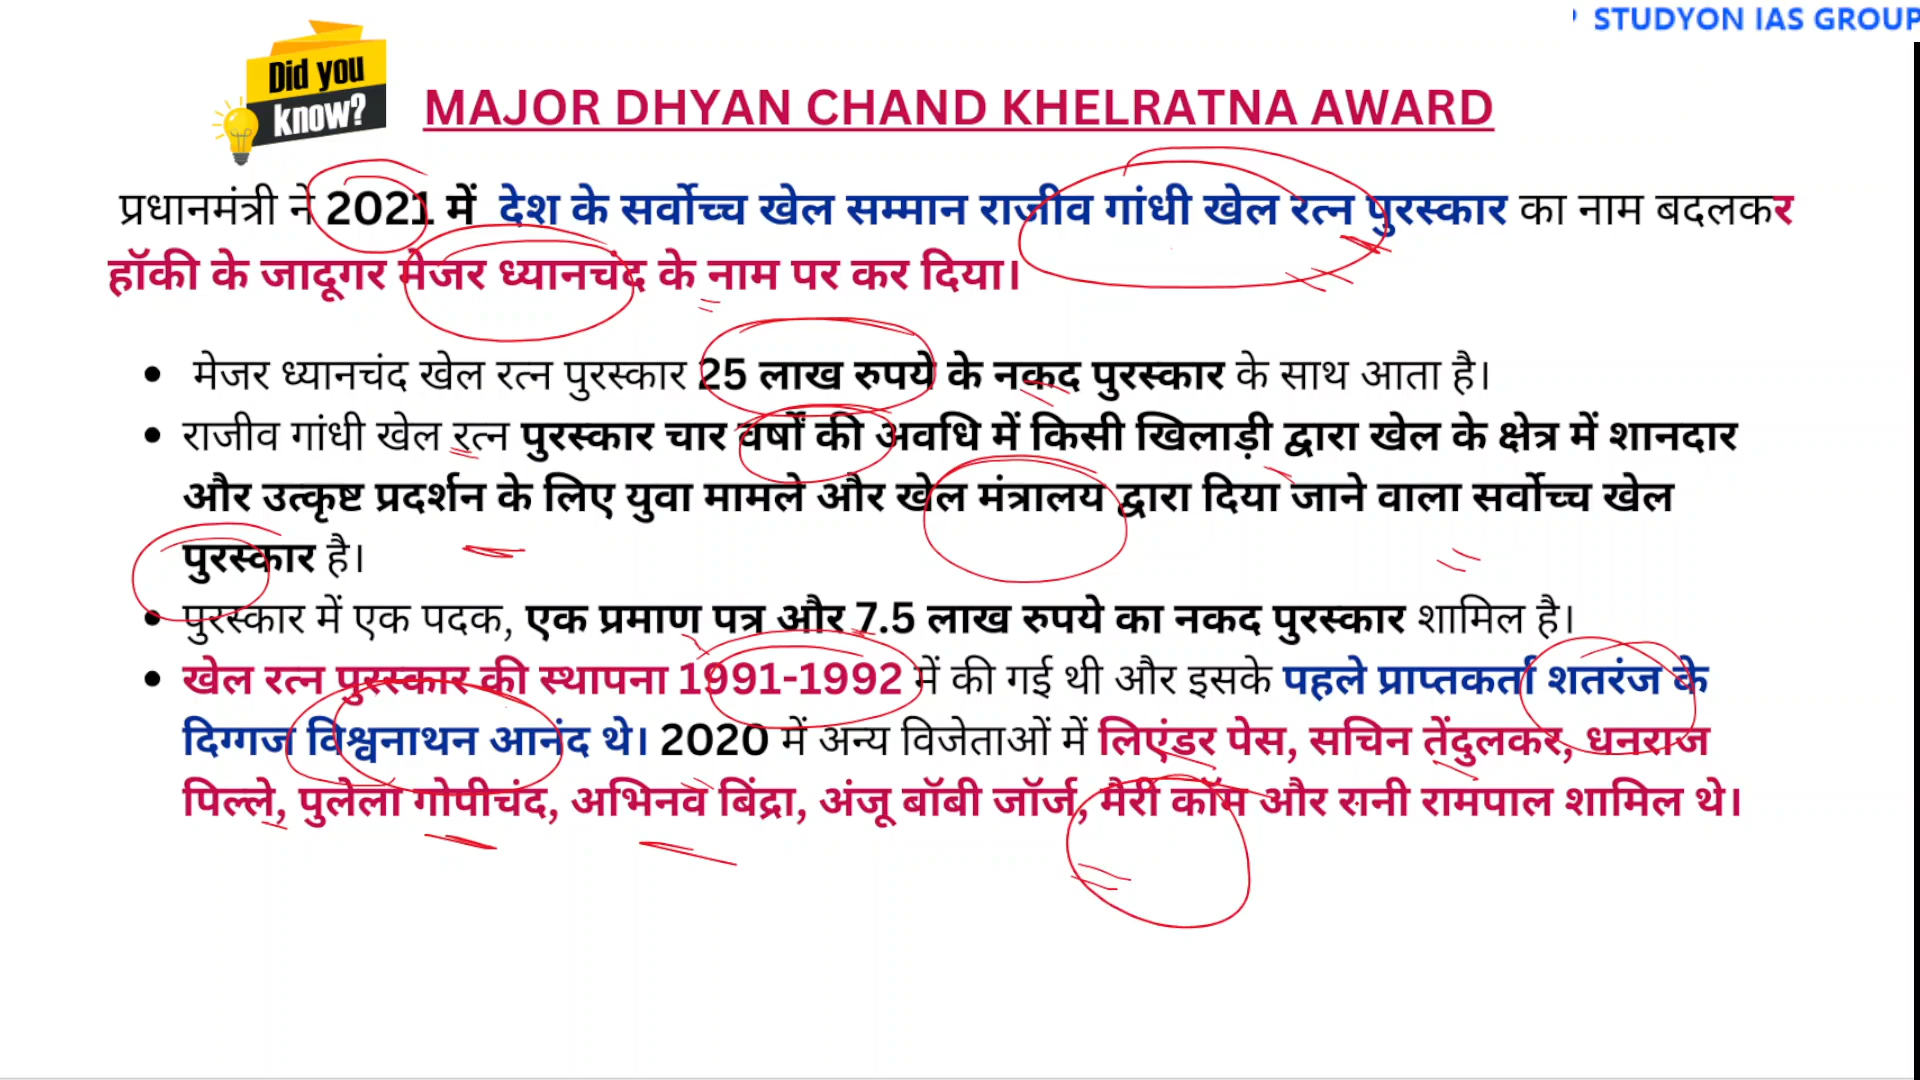 STUDYON IAS GROUP
Did you
know?
MAJOR DHYAN CHAND KHELRATNA AWARD
प्रधानमंत्री ने 2021 में देश के सर्वोच्च खेल सम्मान राजीव गांधी खेल रत्न पुरस्कार का नाम बदलकर
हॉकी के जादूगर मेजर ध्यानचंद के नाम पर कर दिया।
• मेजर ध्यानचंद खेल रत्न पुरस्कार 25 लाख रुपये के नकद पुरस्कार के साथ आता है।
• राजीव गांधी खेल रत्न पुरस्कार चार वर्षों की अवधि में किसी खिलाड़ी द्वारा खेल के क्षेत्र में शानदार
और उत्कृष्ट प्रदर्शन के लिए युवा मामले और खेल मंत्रालय द्वारा दिया जाने वाला सर्वोच्च खेल
पुरस्कार है।
• पुरस्कार में एक पदक, एक प्रमाण पत्र और 7.5 लाख रुपये का नकद पुरस्कार शामिल है।
• खेल रत्न पुरस्कार की स्थापना 1991-1992 में की गई थी और इसके पहले प्राप्तकर्ता शतरंज के
दिग्गज विश्वनाथन आनंद थे। 2020 में अन्य विजेताओं में लिएंडर पेस, सचिन तेंदुलकर, धनराज
पिल्ले, पुलेला गोपीचंद, अभिनव बिंद्रा, अंजू बॉबी जॉर्ज, मैरी कॉम और रानी रामपाल शामिल थे।